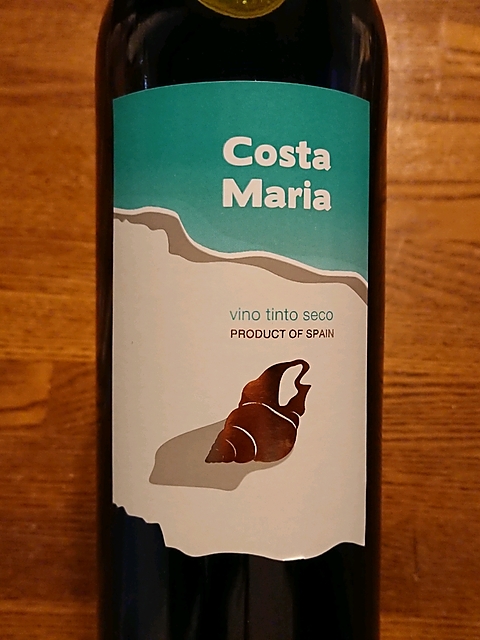 Costa
Maria
vino tinto seco
PRODUCT OF SPAIN